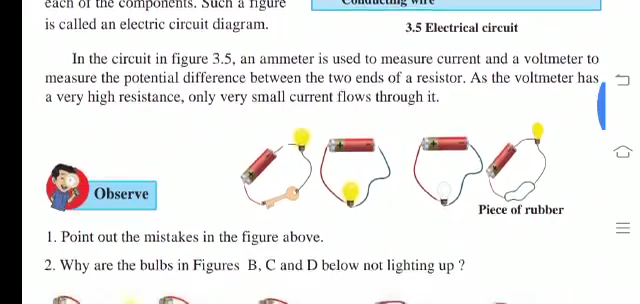 each of the components. Such a figure
is called an electric circuit diagram.
Conducting wire
3.5 Electrical circuit
In the circuit in figure 3.5, an ammeter is used to measure current and a voltmeter to
measure the potential difference between the two ends of a resistor. As the voltmeter has
a very high resistance, only very small current flows through it.
Observe
Piece of rubber
1. Point out the mistakes in the figure above.
2. Why are the bulbs in Figures B, C and D below not lighting up ?